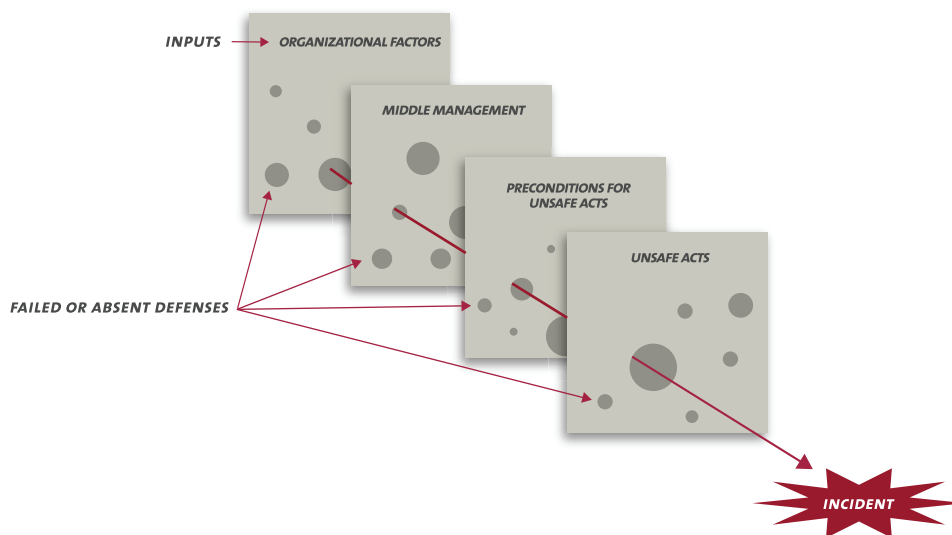 INPUTS
ORGANIZATIONAL FACTORS
MIDDLE MANAGEMENT
PRECONDITIONS FOR
UNSAFE ACTS
UNSAFE ACTS
FAILED OR ABSENT DEFENSES
INCIDENT